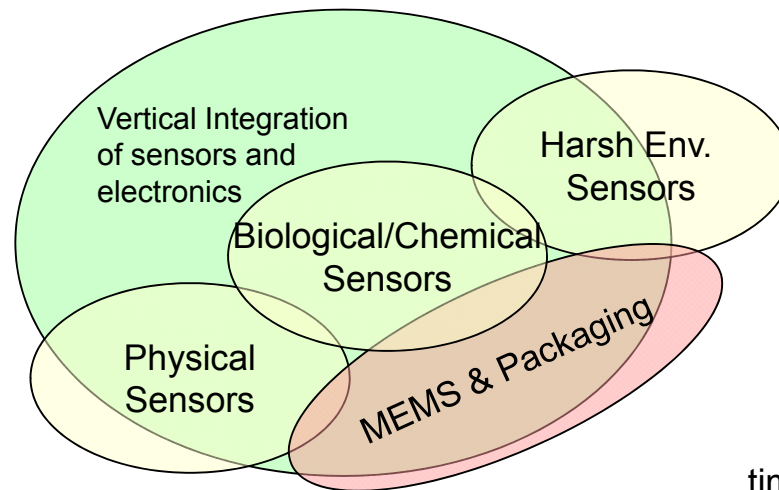 Vertical Integration
of sensors and
electronics
Harsh Env.
Sensors
Biological/Chemical
Sensors
Physical
Sensors
MEMS & Packaging